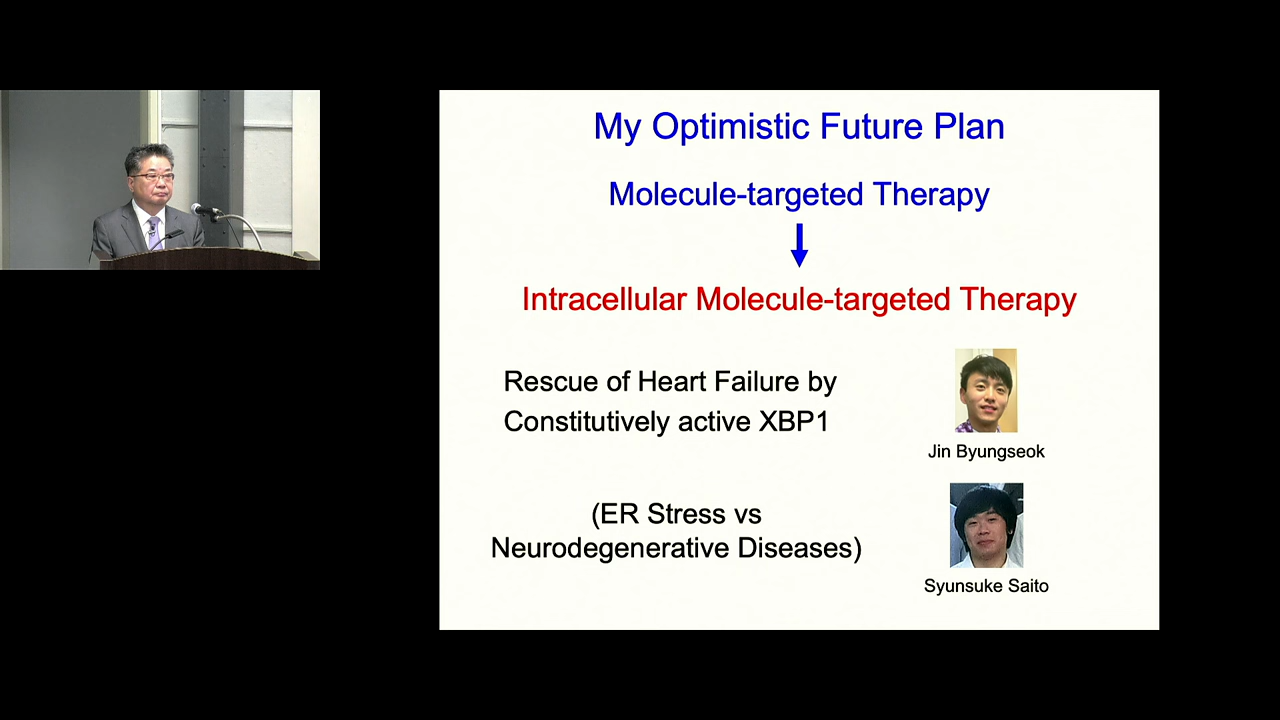 My Optimistic Future Plan
Molecule-targeted Therapy
Intracellular Molecule-targeted Therapy
Rescue of Heart Failure by
Constitutively active XBP1
Jin Byungseok
(ER Stress vs
Neurodegenerative Diseases)
Syunsuke Saito